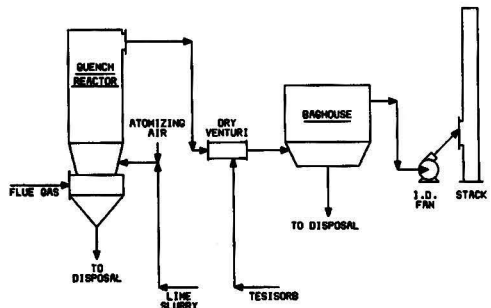 QUENCH
REACTOR
ATOMIZING
AIR
DRY
VENTURI
BAGHOUSE
FLUE GAS
TO
DISPOSAL
LIME
SLURRY
TESISORB
TO DISPOSAL
I.D.
FAN
STACK